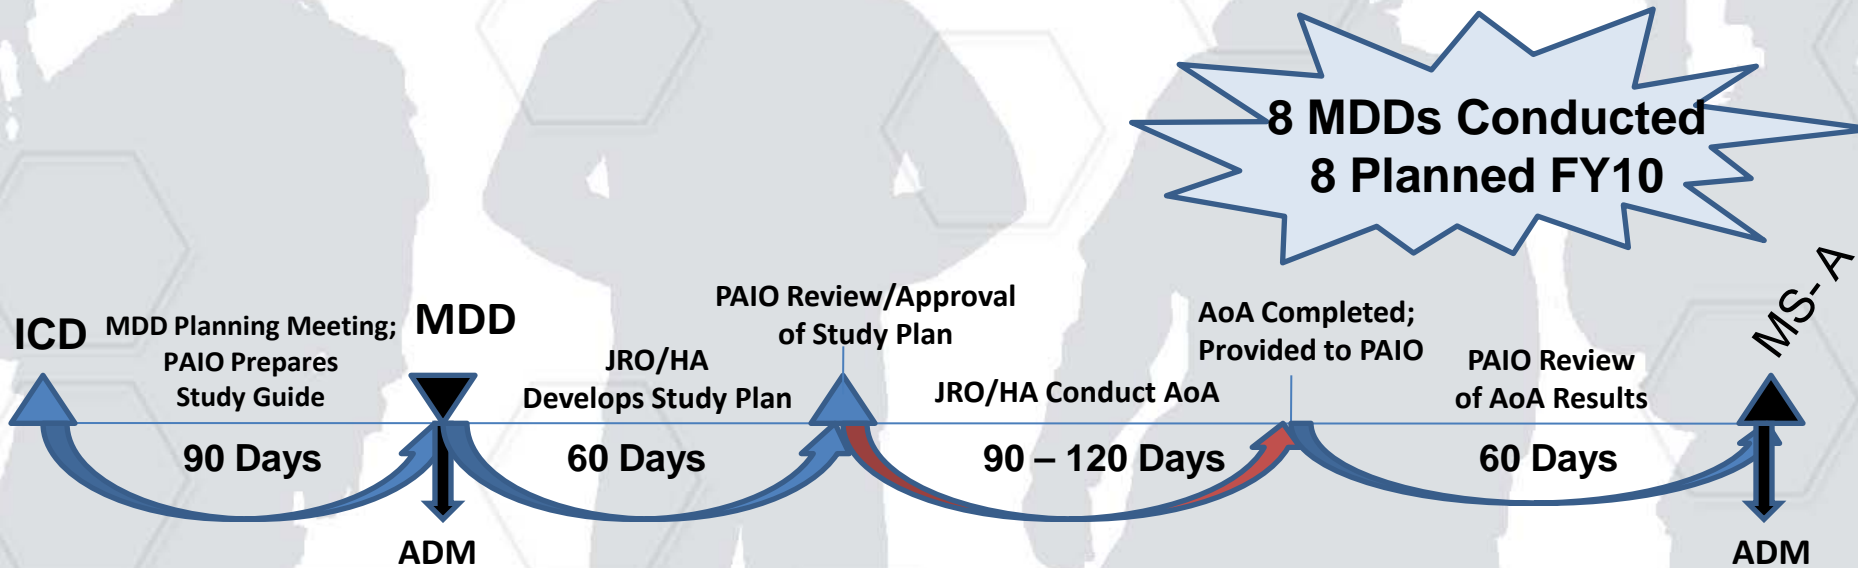 8 MDDs Conducted
8 Planned FY10
ICD
MDD Planning Meeting;
PAIO Prepares
Study Guide
MDD
JRO/HA
Develops Study Plan
PAIO Review/Approval
of Study Plan
JRO/HA Conduct AoA
AoA Completed;
Provided to PAIO
PAIO Review
of AoA Results
MS- A
90 Days
60 Days
90 – 120 Days
60 Days
ADM
ADM